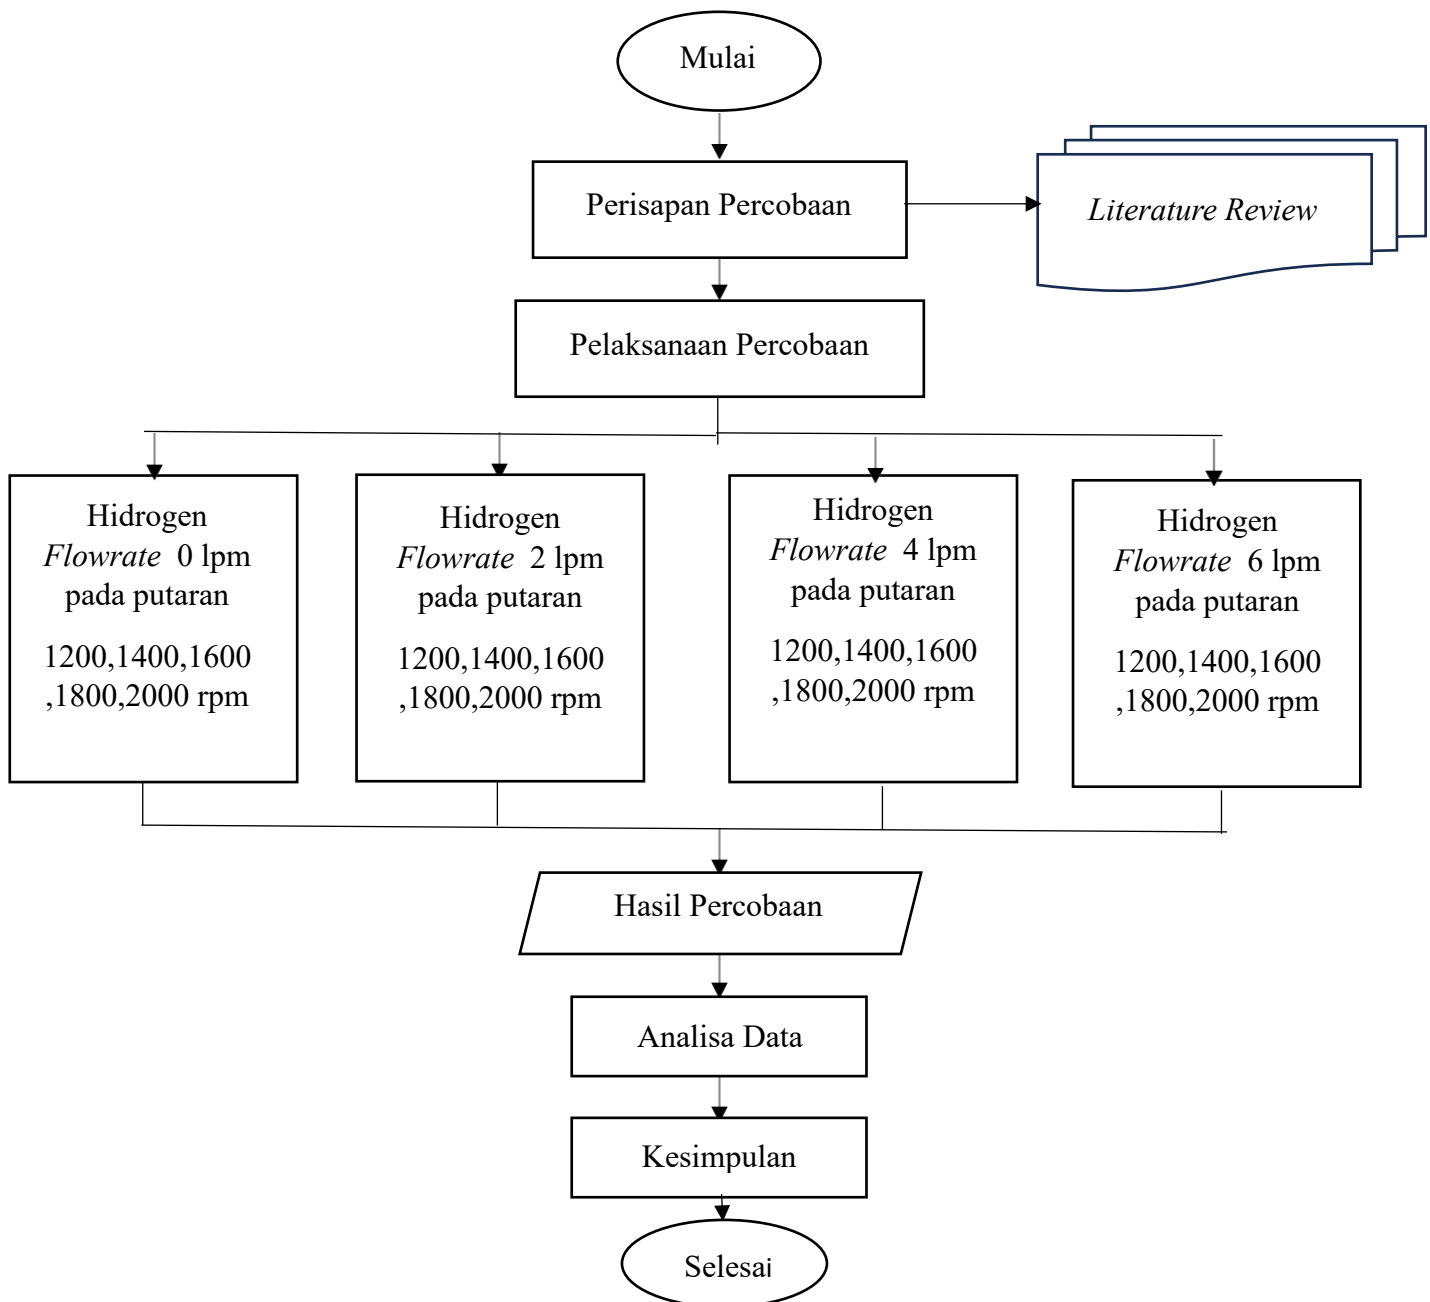 Mulai
Perisapan Percobaan
Literature Review
Pelaksanaan Percobaan
Hidrogen
Flowrate 0 lpm
pada putaran
1200,1400,1600
,1800,2000 rpm
Hidrogen
Flowrate 2 lpm
pada putaran
1200,1400,1600
,1800,2000 rpm
Hidrogen
Flowrate 4 lpm
pada putaran
1200,1400,1600
,1800,2000 rpm
Hidrogen
Flowrate 6 lpm
pada putaran
1200,1400,1600
,1800,2000 rpm
Hasil Percobaan
Analisa Data
Kesimpulan
Selesai